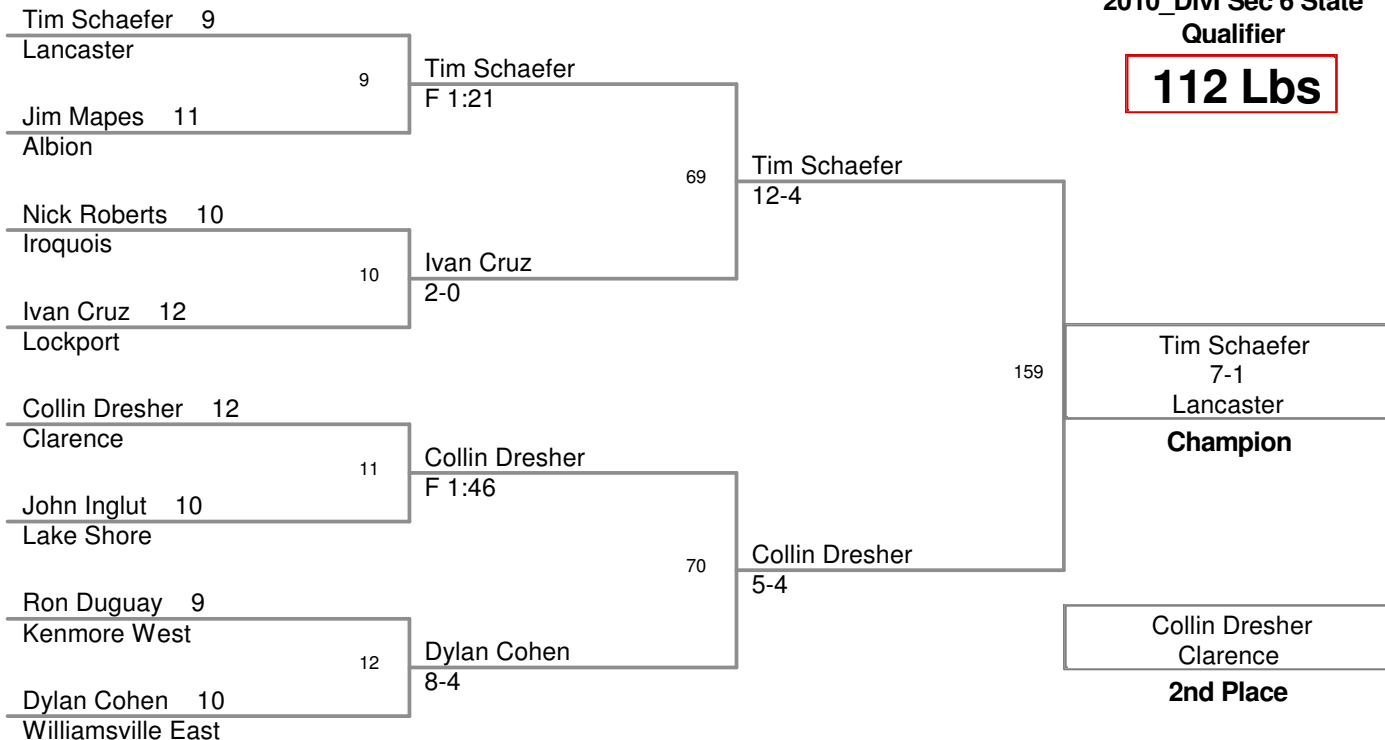 2010_DivI Sec 6 State
Qualifier
112 Lbs
Tim Schaefer 9
Lancaster
9
Jim Mapes 11
Albion
Nick Roberts 10
Iroquois
10
Ivan Cruz 12
Lockport
Collin Dresher 12
Clarence
11
John Inglut 10
Lake Shore
Ron Duguay 9
Kenmore West
12
Dylan Cohen 10
Williamsville East
Tim Schaefer
F 1:21
69
Ivan Cruz
2-0
Collin Dresher
F 1:46
70
Dylan Cohen
8-4
Tim Schaefer
12-4
159
Collin Dresher
5-4
Tim Schaefer
7-1
Lancaster
Champion
Collin Dresher
Clarence
2nd Place